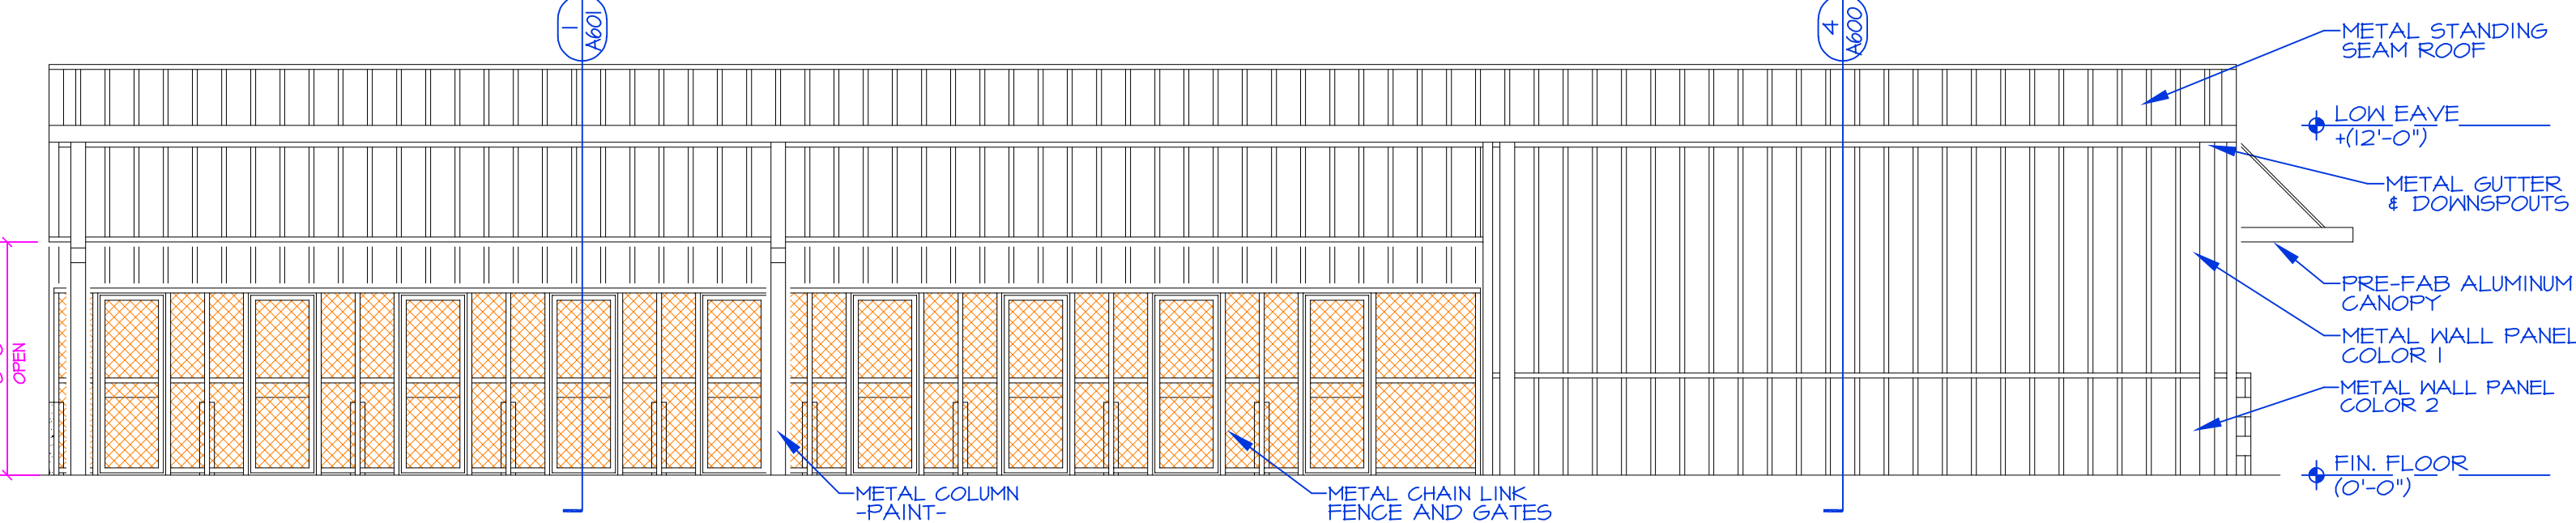 1
A601
4
A600
METAL STANDING
SEAM ROOF
LOW EAVE
+(12'-0")
METAL GUTTER
& DOWNSPOUTS
PRE-FAB ALUMINUM
CANOPY
METAL WALL PANEL
COLOR 1
METAL WALL PANEL
COLOR 2
FIN. FLOOR
(0'-0")
OPEN
METAL COLUMN
-PAINT-
METAL CHAIN LINK
FENCE AND GATES